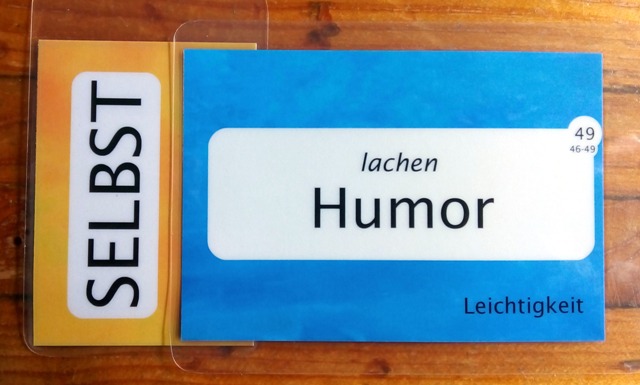 SELBST
lachen
Humor
49
46-49
Leichtigkeit